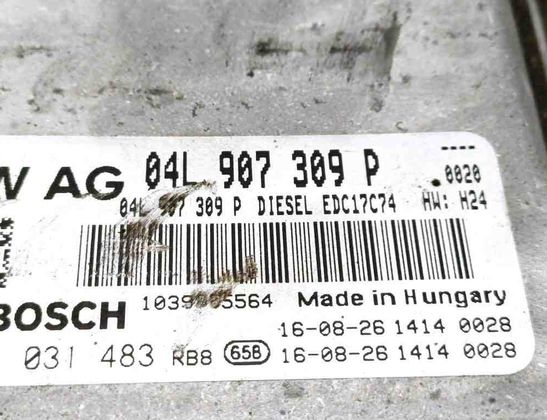 ----
W AG 04L 907 309 P 0020
907 309 P DIESEL EDC17C74 HW: H24
BOSCH Made in Hungary
16-08-26 1414 0028
031 483 RB8 658 16-08-26 1414 0028